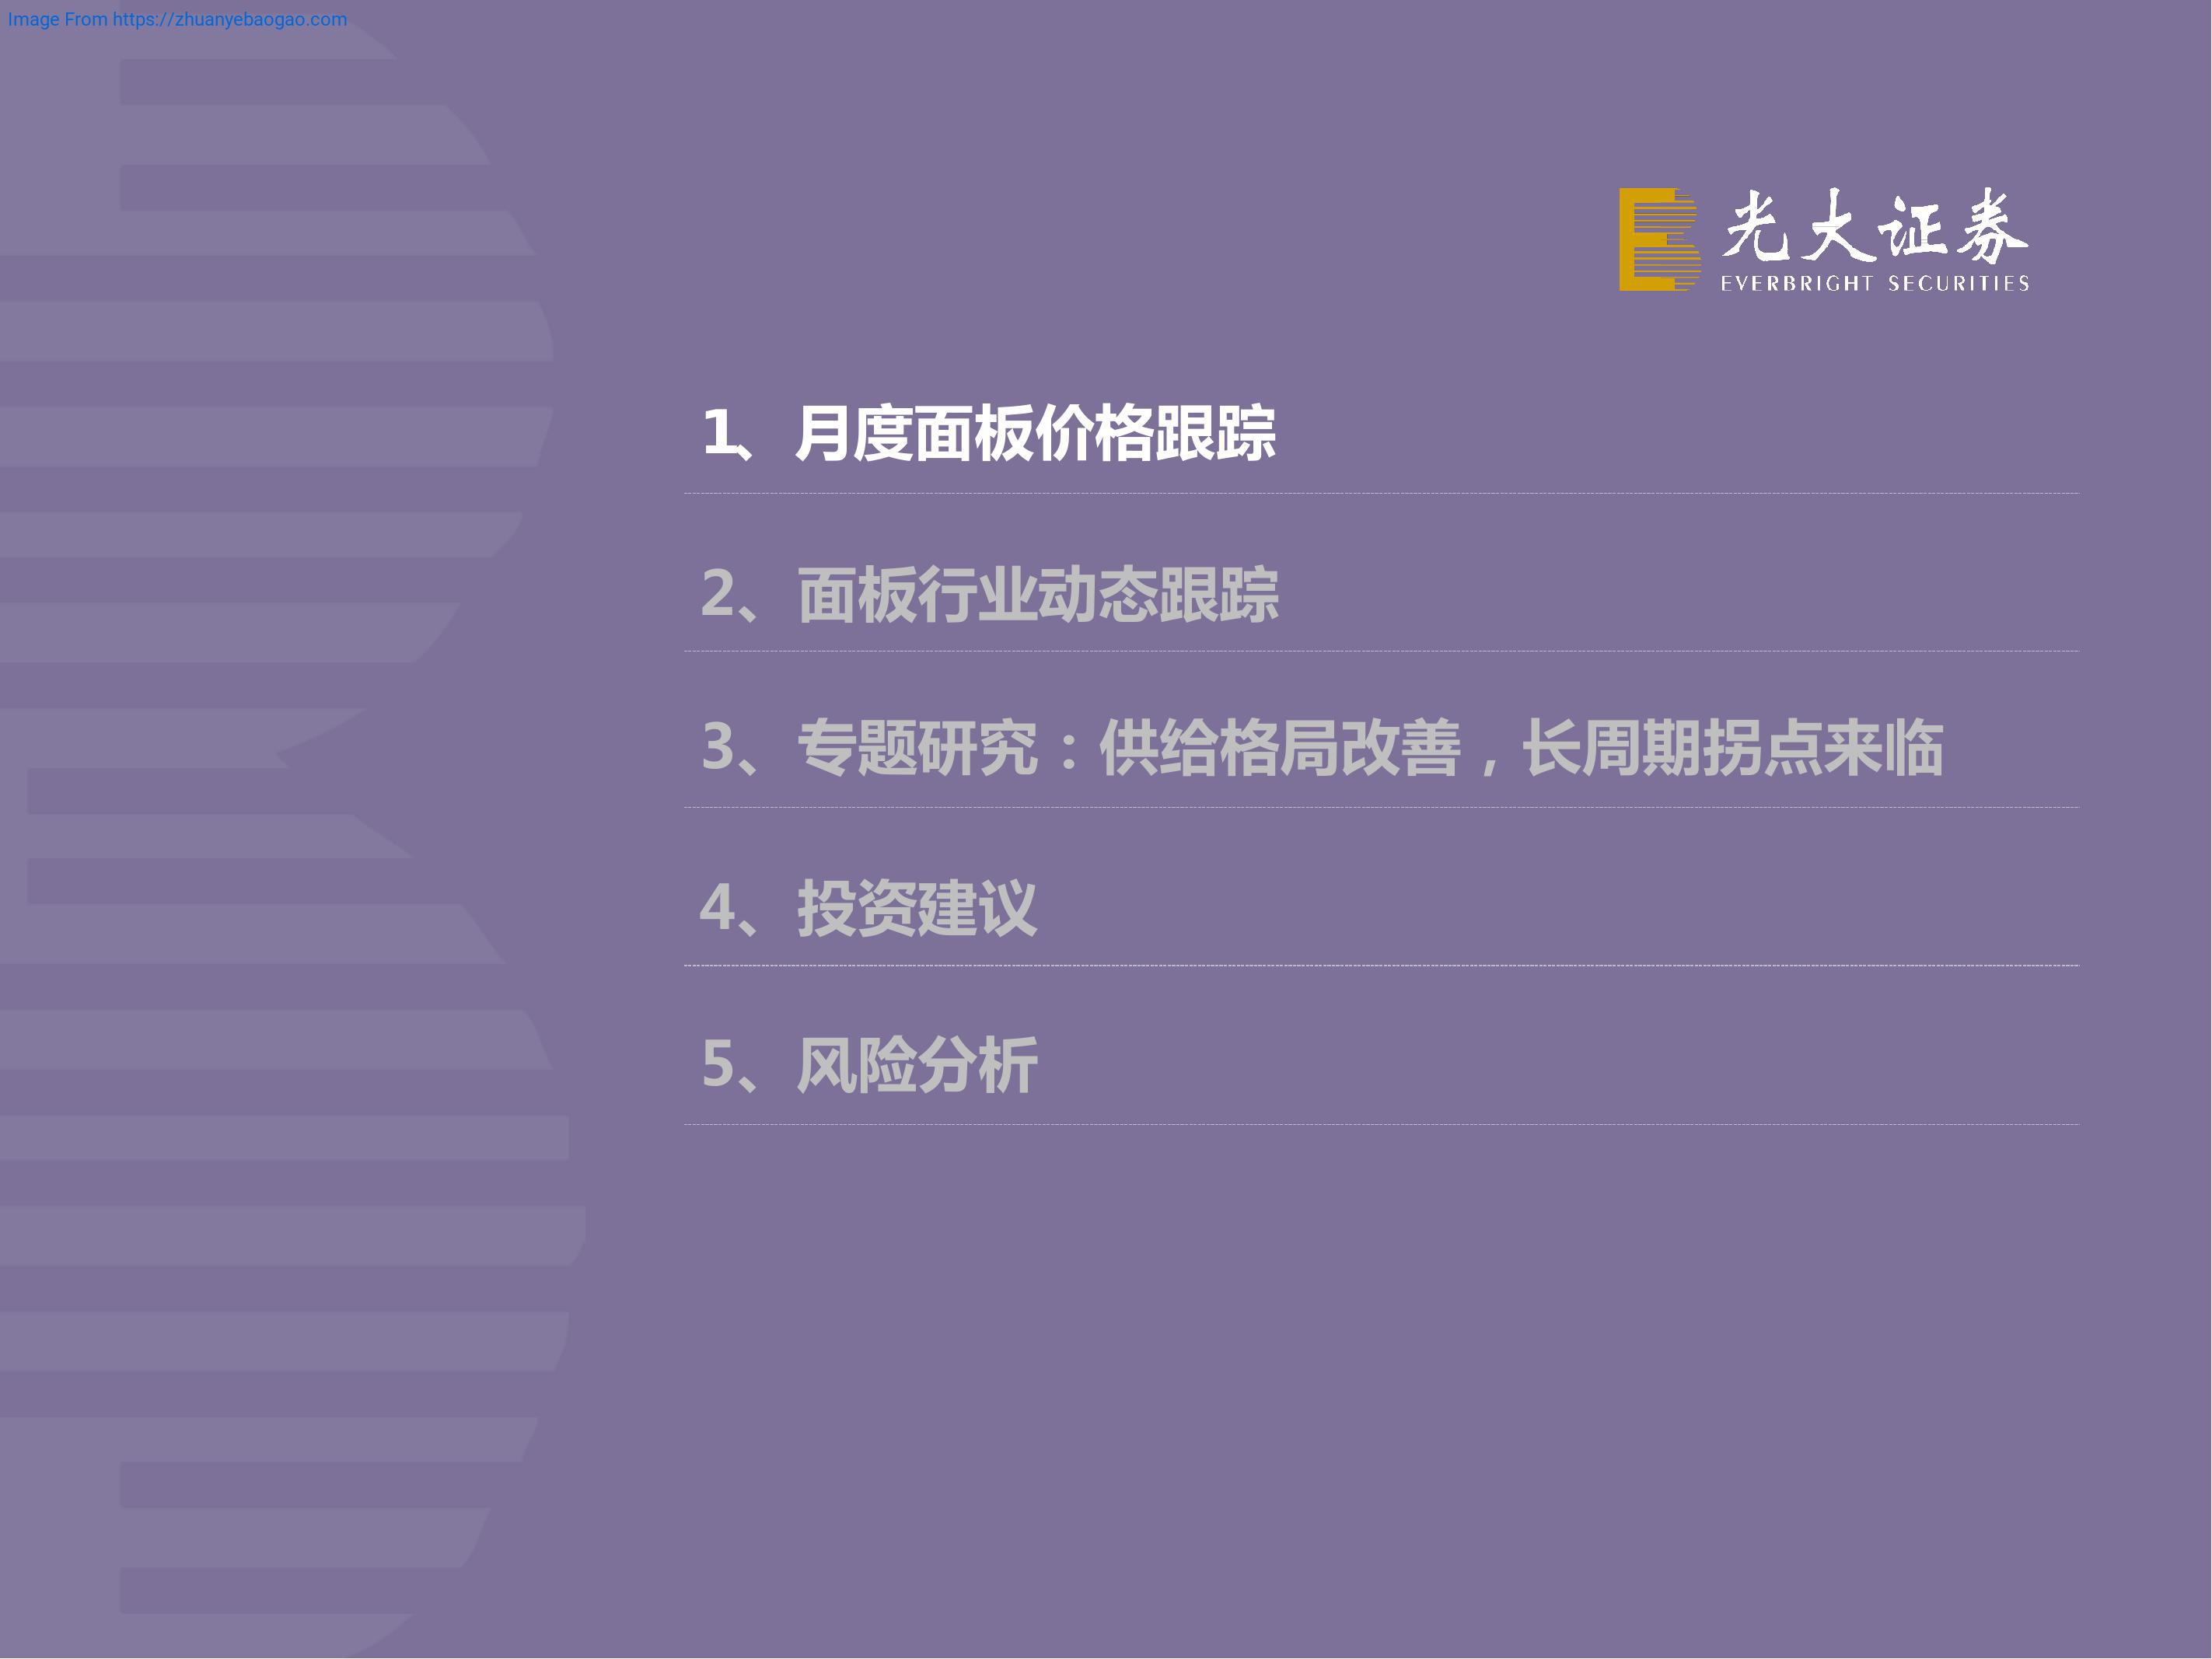 Image From https://zhuanyebaogao.com
光大证券
EVERBRIGHT SECURITIES
1、月度面板价格跟踪
2、面板行业动态跟踪
3、专题研究：供给格局改善，长周期拐点来临
4、投资建议
5、风险分析